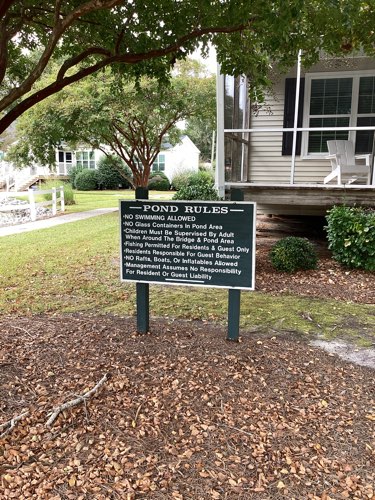 POND RULES
•NO SWIMMING ALLOWED
•NO Glass Containers In Pond Area
•Children Must Be Supervised By Adult
When Around The Bridge & Pond Area
•Fishing Permitted For Residents & Guest Only
•Residents Responsible For Guest Behavior
•NO Rafts, Boats, Or Inflatables Allowed
•Management Assumes No Responsibility
For Resident Or Guest Liability